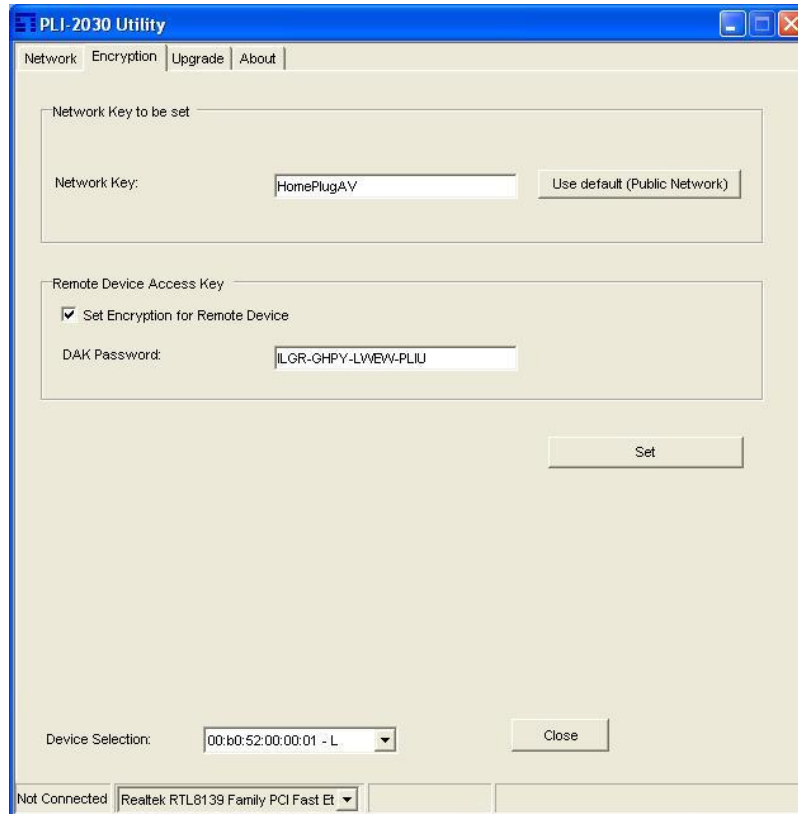 PLI-2030 Utility
Network Encryption Upgrade About
Network Key to be set
Network Key: HomePlugAV Use default (Public Network)
Remote Device Access Key
Set Encryption for Remote Device
DAK Password: ILGR-GHPY-LWEW-PLIU
Set
Device Selection: 00:b0:52:00:00:01 - L Close
Not Connected Realtek RTL8139 Family PCI Fast Et